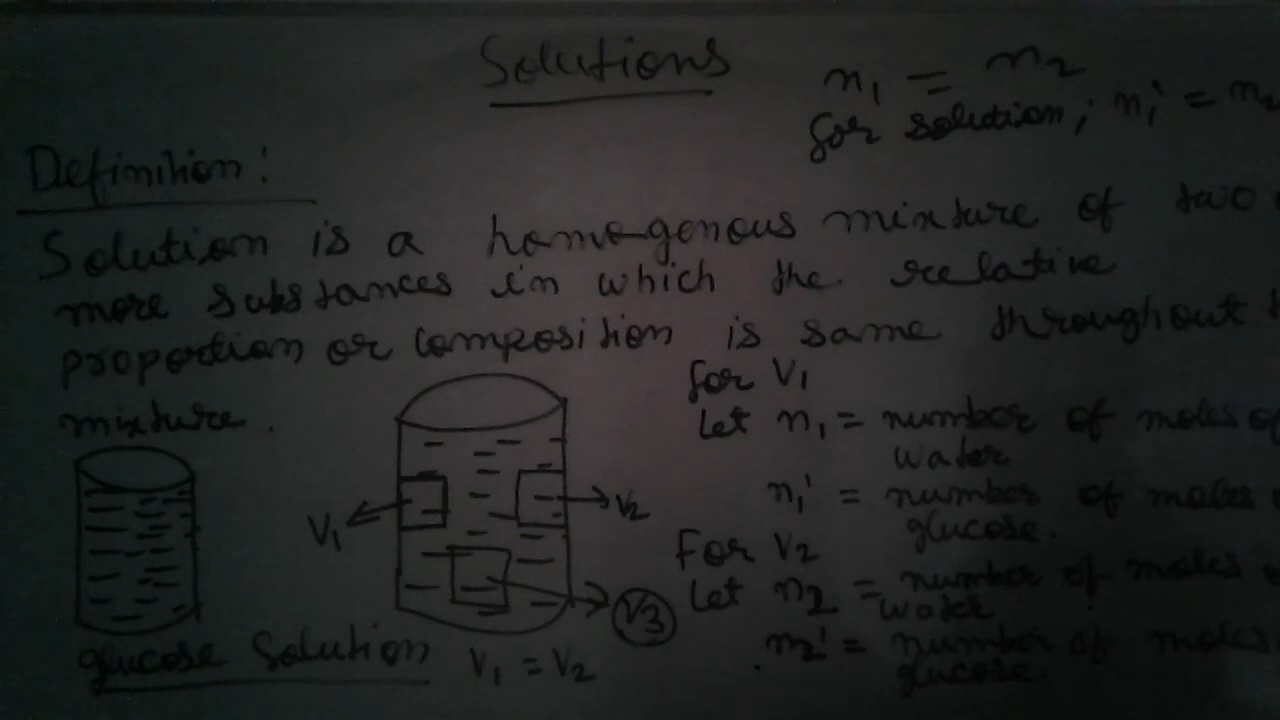 Solutions
n₁ = n₂
for solution; n₁' = n₂
Definition:
Solution is a homogenous mixture of two
more substances in which the relative
proportion or composition is same throughout
mixture.
for V₁
Let n₁ = number of moles of
water
n₁' = number of moles
glucose.
For V₂
Let n₂ = number of moles
water
n₂' = number of moles
glucose.
V₁
V₂
V₃
glucose solution
V₁ = V₂